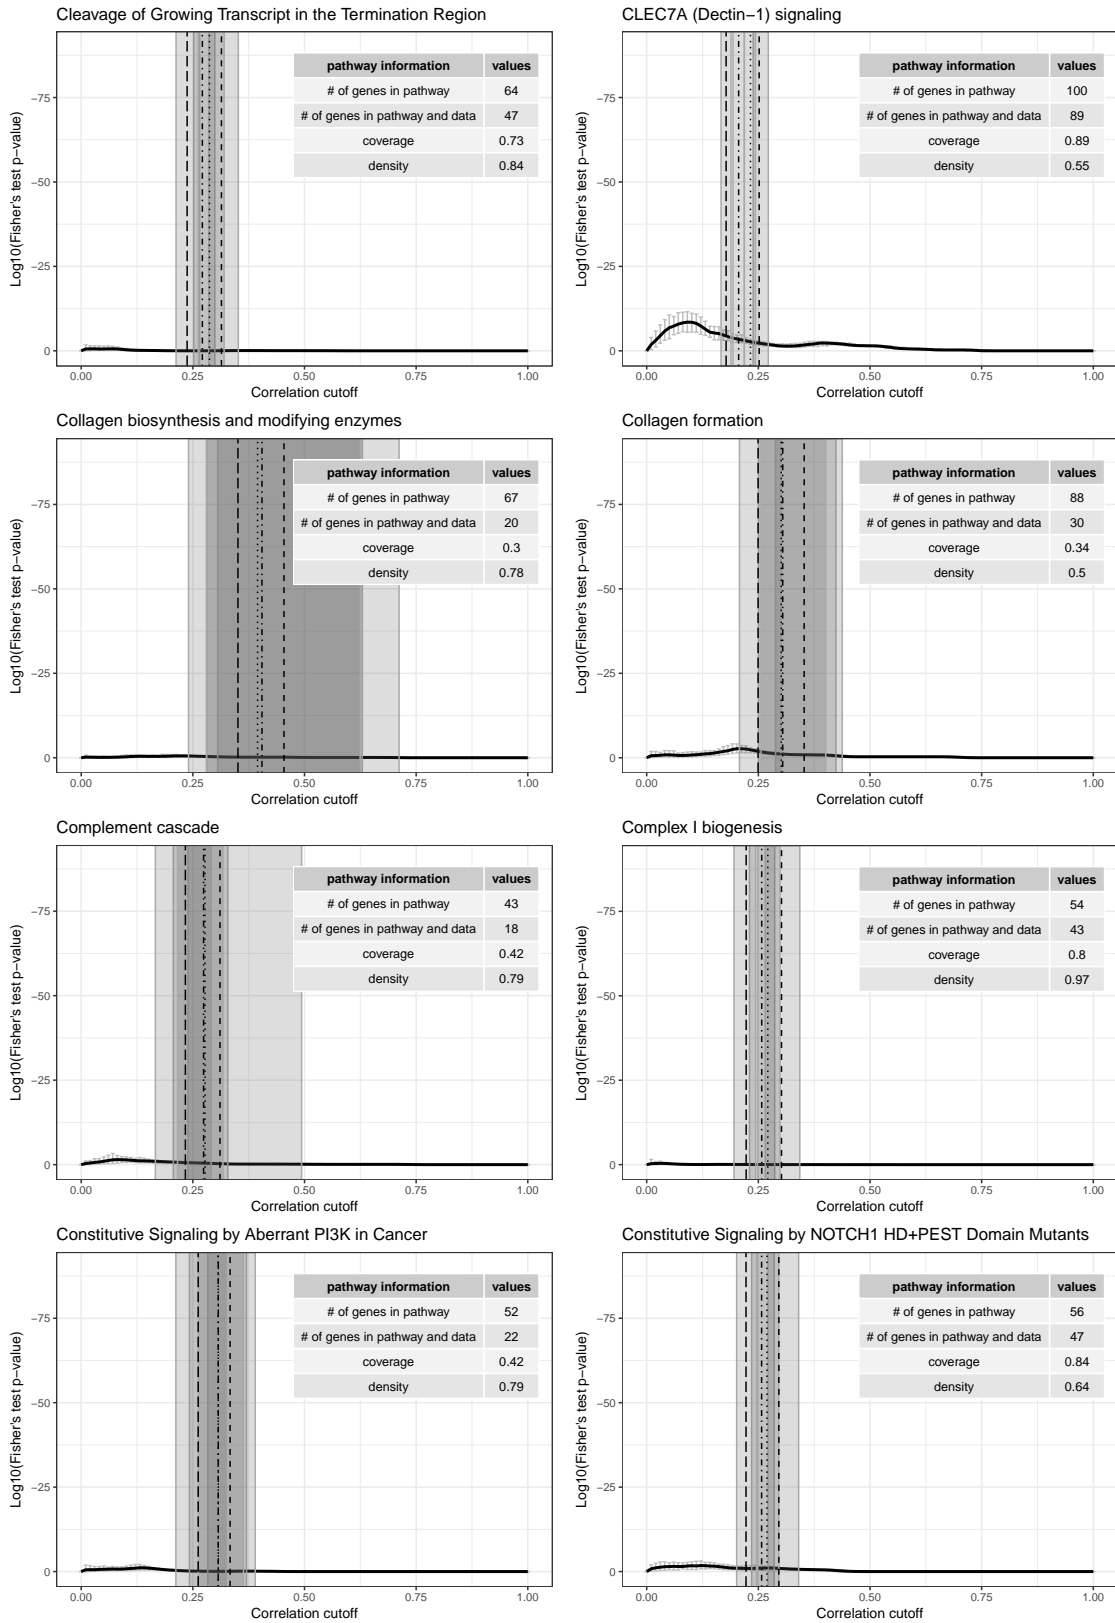 Cleavage of Growing Transcript in the Termination Region
Log10(Fisher's test p−value)
−75
−50
−25
0
pathway information values
# of genes in pathway 64
# of genes in pathway and data 47
coverage 0.73
density 0.84
0.00 0.25 0.50 0.75 1.00
Correlation cutoff
CLEC7A (Dectin−1) signaling
Log10(Fisher's test p−value)
−75
−50
−25
0
pathway information values
# of genes in pathway 100
# of genes in pathway and data 89
coverage 0.89
density 0.55
0.00 0.25 0.50 0.75 1.00
Correlation cutoff
Collagen biosynthesis and modifying enzymes
Log10(Fisher's test p−value)
−75
−50
−25
0
pathway information values
# of genes in pathway 67
# of genes in pathway and data 20
coverage 0.3
density 0.78
0.00 0.25 0.50 0.75 1.00
Correlation cutoff
Collagen formation
Log10(Fisher's test p−value)
−75
−50
−25
0
pathway information values
# of genes in pathway 88
# of genes in pathway and data 30
coverage 0.34
density 0.5
0.00 0.25 0.50 0.75 1.00
Correlation cutoff
Complement cascade
Log10(Fisher's test p−value)
−75
−50
−25
0
pathway information values
# of genes in pathway 43
# of genes in pathway and data 18
coverage 0.42
density 0.79
0.00 0.25 0.50 0.75 1.00
Correlation cutoff
Complex I biogenesis
Log10(Fisher's test p−value)
−75
−50
−25
0
pathway information values
# of genes in pathway 54
# of genes in pathway and data 43
coverage 0.8
density 0.97
0.00 0.25 0.50 0.75 1.00
Correlation cutoff
Constitutive Signaling by Aberrant PI3K in Cancer
Log10(Fisher's test p−value)
−75
−50
−25
0
pathway information values
# of genes in pathway 52
# of genes in pathway and data 22
coverage 0.42
density 0.79
0.00 0.25 0.50 0.75 1.00
Correlation cutoff
Constitutive Signaling by NOTCH1 HD+PEST Domain Mutants
Log10(Fisher's test p−value)
−75
−50
−25
0
pathway information values
# of genes in pathway 56
# of genes in pathway and data 47
coverage 0.84
density 0.64
0.00 0.25 0.50 0.75 1.00
Correlation cutoff